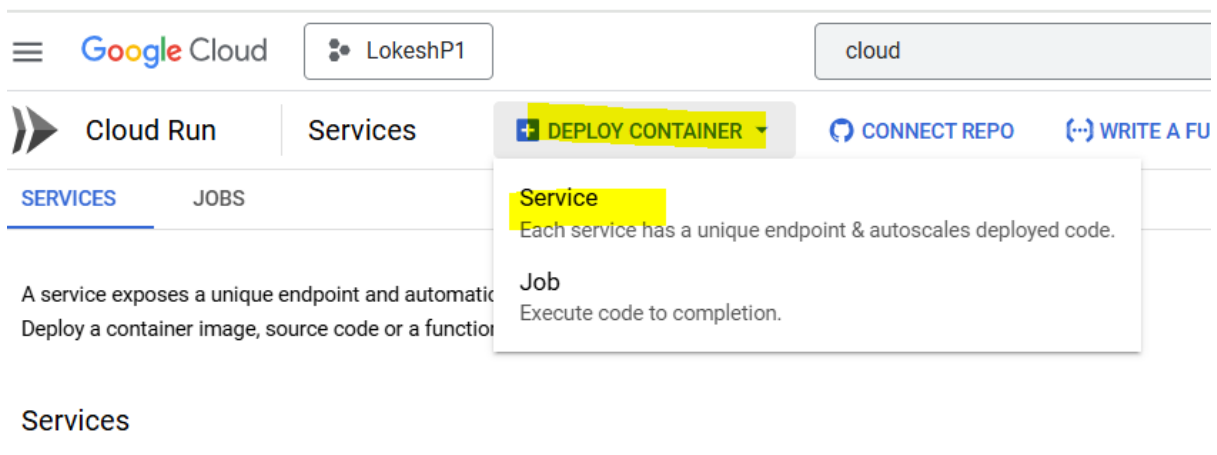 Google Cloud LokeshP1 cloud
Cloud Run Services DEPLOY CONTAINER CONNECT REPO WRITE A FU
SERVICES JOBS
Service
Each service has a unique endpoint & autoscales deployed code.
Job
Execute code to completion.
A service exposes a unique endpoint and automatic
Deploy a container image, source code or a function
Services